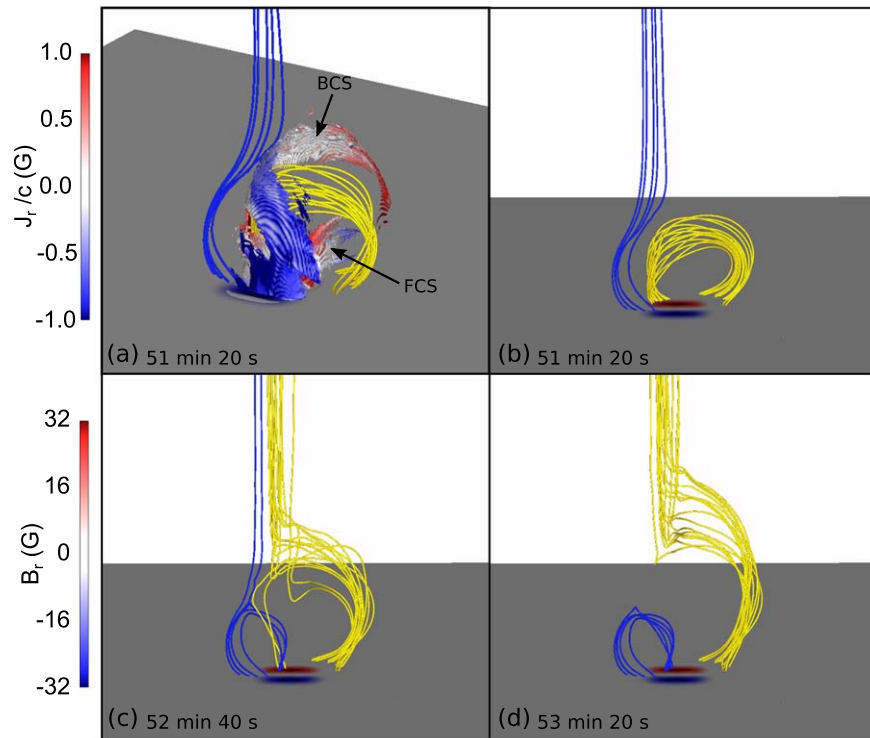 1.0
0.5
0.0
-0.5
-1.0
J_r /c (G)
BCS
FCS
(a) 51 min 20 s
(b) 51 min 20 s
32
16
0
-16
-32
B_r (G)
(c) 52 min 40 s
(d) 53 min 20 s